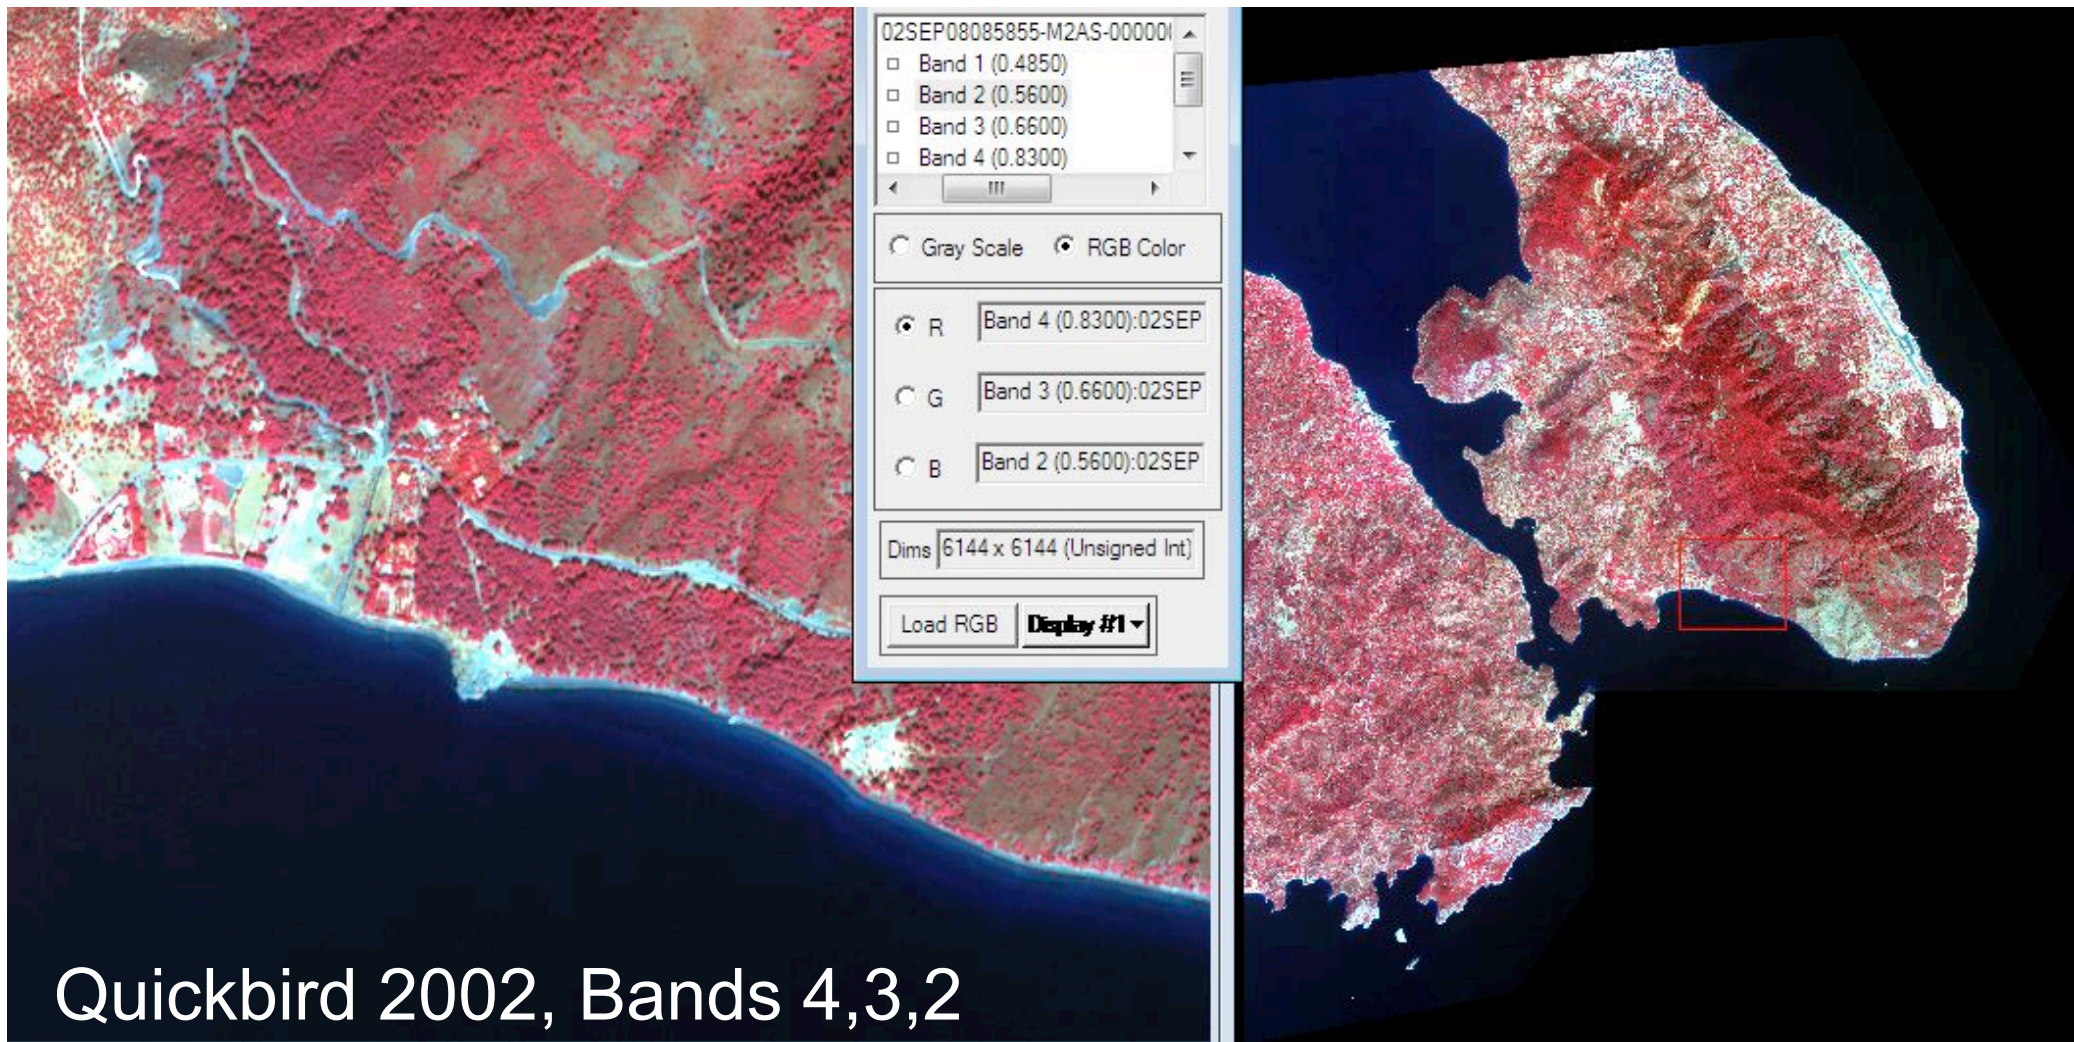 02SEP08085855-M2AS-00000
Band 1 (0.4850)
Band 2 (0.5600)
Band 3 (0.6600)
Band 4 (0.8300)
Gray Scale RGB Color
R Band 4 (0.8300):02SEP
G Band 3 (0.6600):02SEP
B Band 2 (0.5600):02SEP
Dims 6144 x 6144 (Unsigned Int)
Load RGB Display #1
Quickbird 2002, Bands 4,3,2